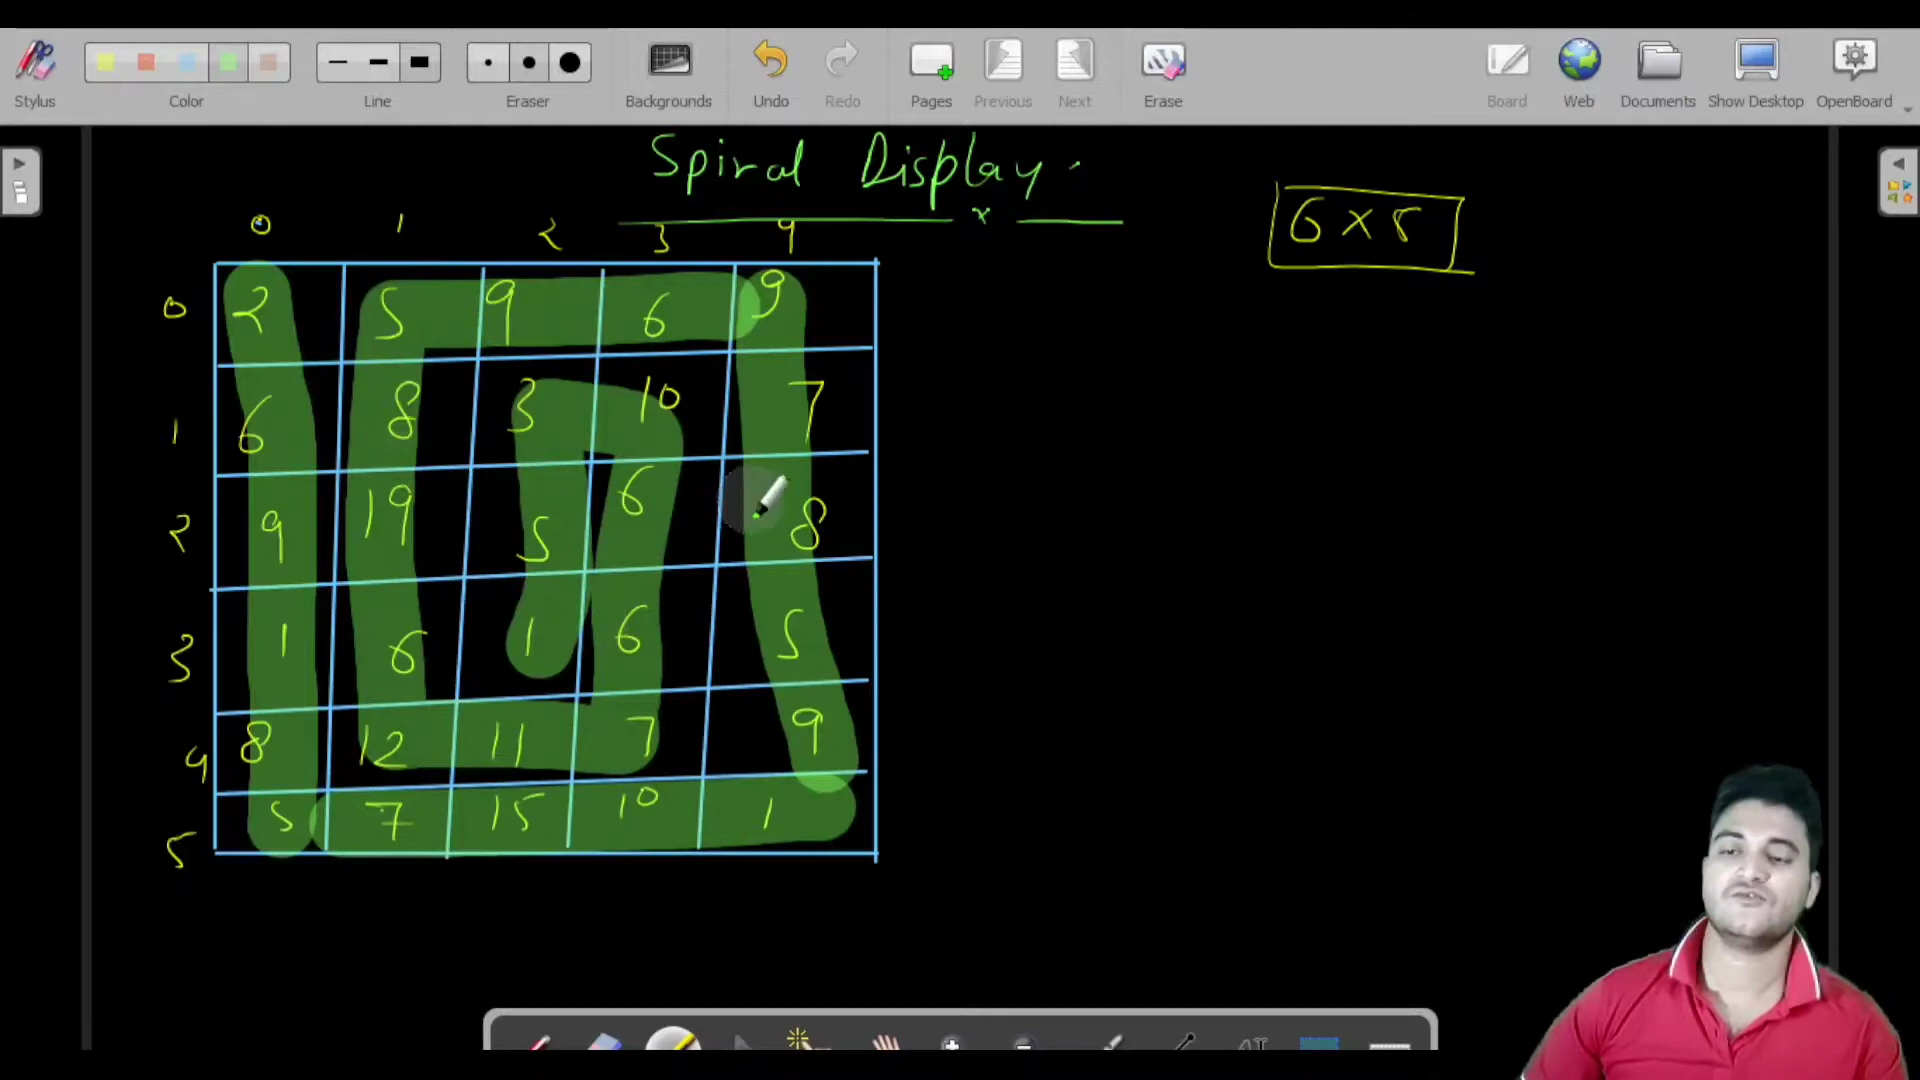 Stylus
Color
Line
Eraser
Backgrounds
Undo
Redo
Pages
Previous
Next
Erase
Board
Web
Documents
Show Desktop
OpenBoard
Spiral Display.
x
6 x 5
0 1 2 3 4
0 2 5 9 6 9
1 6 8 3 10 7
2 9 19 5 6 8
3 1 6 1 6 5
4 8 12 11 7 9
5 5 7 15 10 1